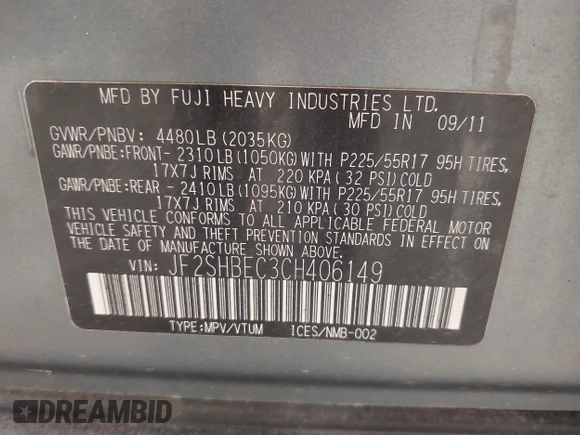 MFD BY FUJI HEAVY INDUSTRIES LTD.
MFD IN 09/11
GVWR/PNBV: 4480LB(2035KG)
GAWR/PNBE:FRONT- 2310LB(1050KG)WITH P225/55R17 95H TIRES,
17X7J RIMS AT 220 KPA(32 PSI)COLD
GAWR/PNBE:REAR - 2410LB(1095KG)WITH P225/55R17 95H TIRES,
17X7J RIMS AT 210 KPA(30 PSI)COLD
THIS VEHICLE CONFORMS TO ALL APPLICABLE FEDERAL MOTOR
VEHICLE SAFETY AND THEFT PREVENTION STANDARDS IN EFFECT ON
THE DATE OF MANUFACTURE SHOWN ABOVE.
VIN: JF2SHBEC3CH406149
TYPE:MPV/VTUM ICES/NMB-002
DREAMBID